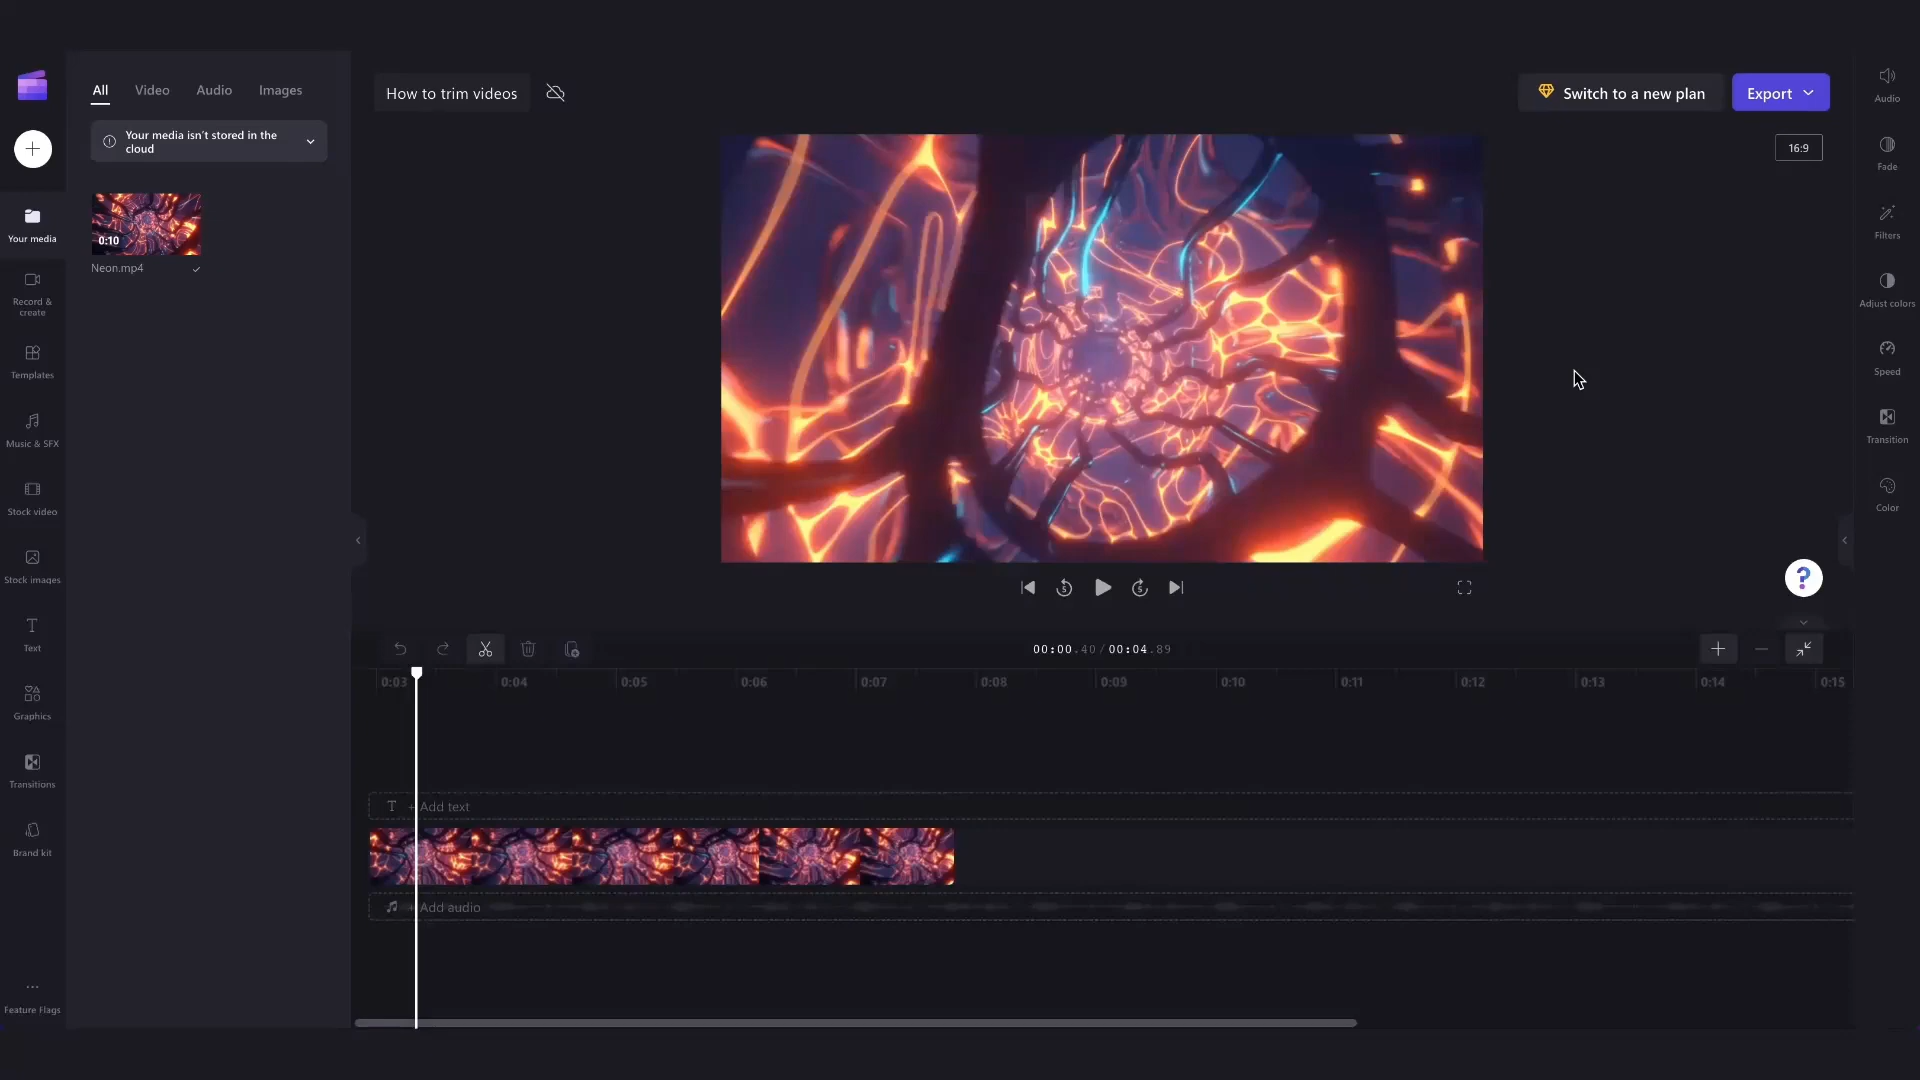 All
Video
Audio
Images
Your media isn't stored in the
cloud
0:10
Neon.mp4
Your media
Record &
create
Templates
Music & SFX
Stock video
Stock images
Text
Graphics
Transitions
Brand kit
...
Feature Flags
How to trim videos
Switch to a new plan
Export
16:9
Audio
Fade
Filters
Adjust colors
Speed
Transition
Color
5
5
?
00:00.40/00:04.89
0:03
0:04
0:05
0:06
0:07
0:08
0:09
0:10
0:11
0:12
0:13
0:14
0:15
T + Add text
+ Add audio